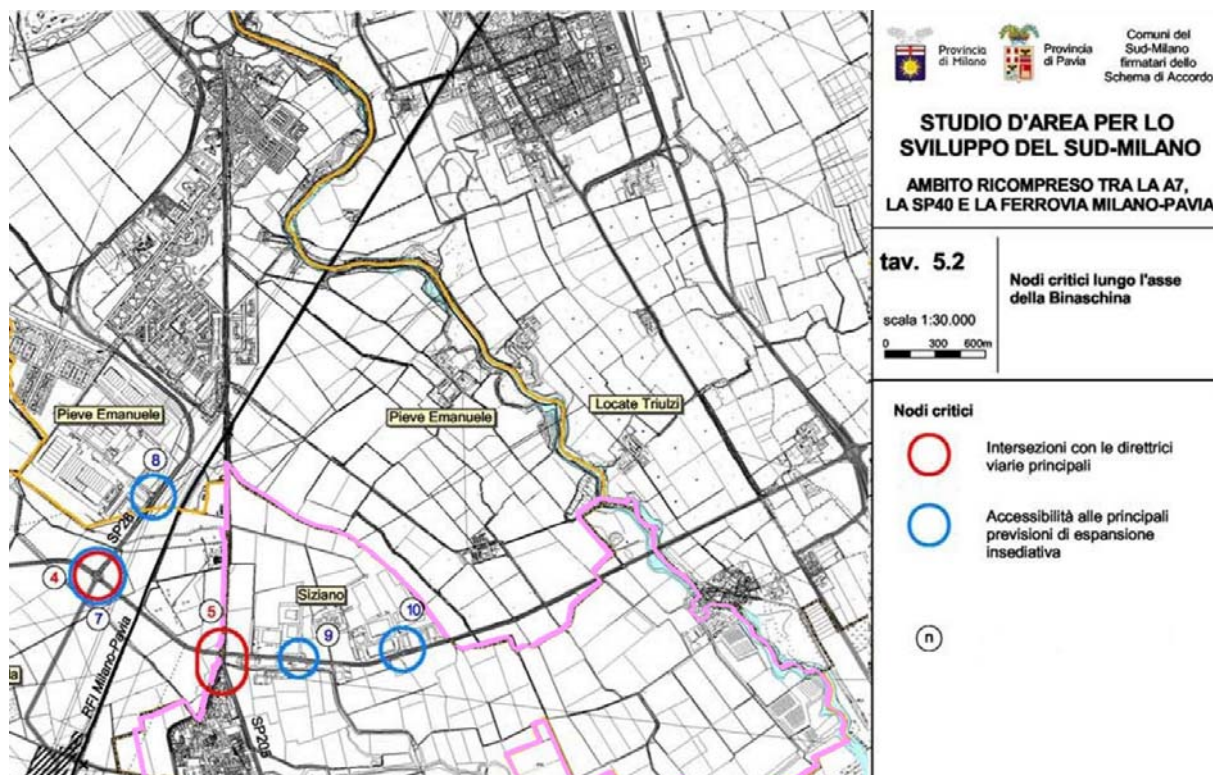 Provincia
di Milano
Provincia
di Pavia
Comuni del
Sud-Milano
firmatari dello
Schema di Accordo
STUDIO D'AREA PER LO
SVILUPPO DEL SUD-MILANO
AMBITO RICOMPRESO TRA LA A7,
LA SP40 E LA FERROVIA MILANO-PAVIA
tav. 5.2
Nodi critici lungo l'asse
della Binaschina
scala 1:30.000
0 300 600m
Nodi critici
Intersezioni con le direttrici
viarie principali
Accessibilità alle principali
previsioni di espansione
insediativa
n
Pieve Emanuele
Pieve Emanuele
Locate Triulzi
8
SP26
4
7
5
Siziano
9
10
RFI Milano-Pavia
SP205